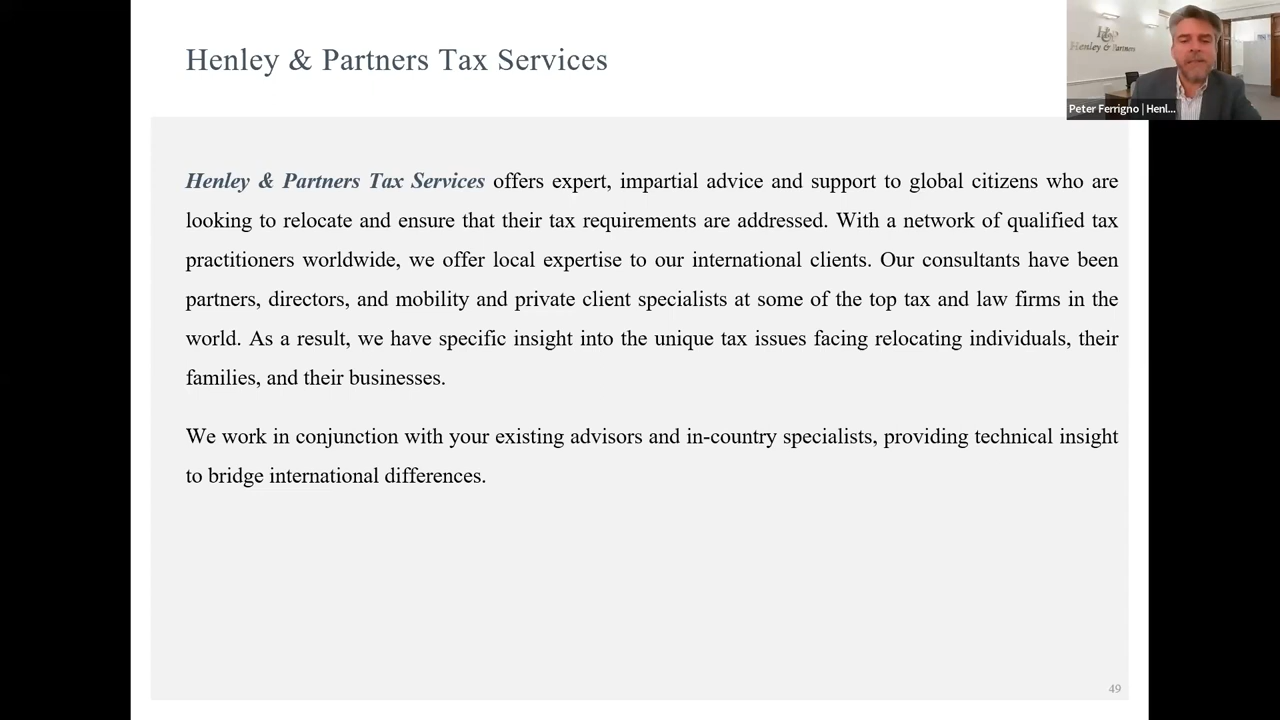 Henley & Partners Tax Services
Henley & Partners
Peter Ferrigno | Henl...
Henley & Partners Tax Services offers expert, impartial advice and support to global citizens who are
looking to relocate and ensure that their tax requirements are addressed. With a network of qualified tax
practitioners worldwide, we offer local expertise to our international clients. Our consultants have been
partners, directors, and mobility and private client specialists at some of the top tax and law firms in the
world. As a result, we have specific insight into the unique tax issues facing relocating individuals, their
families, and their businesses.
We work in conjunction with your existing advisors and in-country specialists, providing technical insight
to bridge international differences.
49